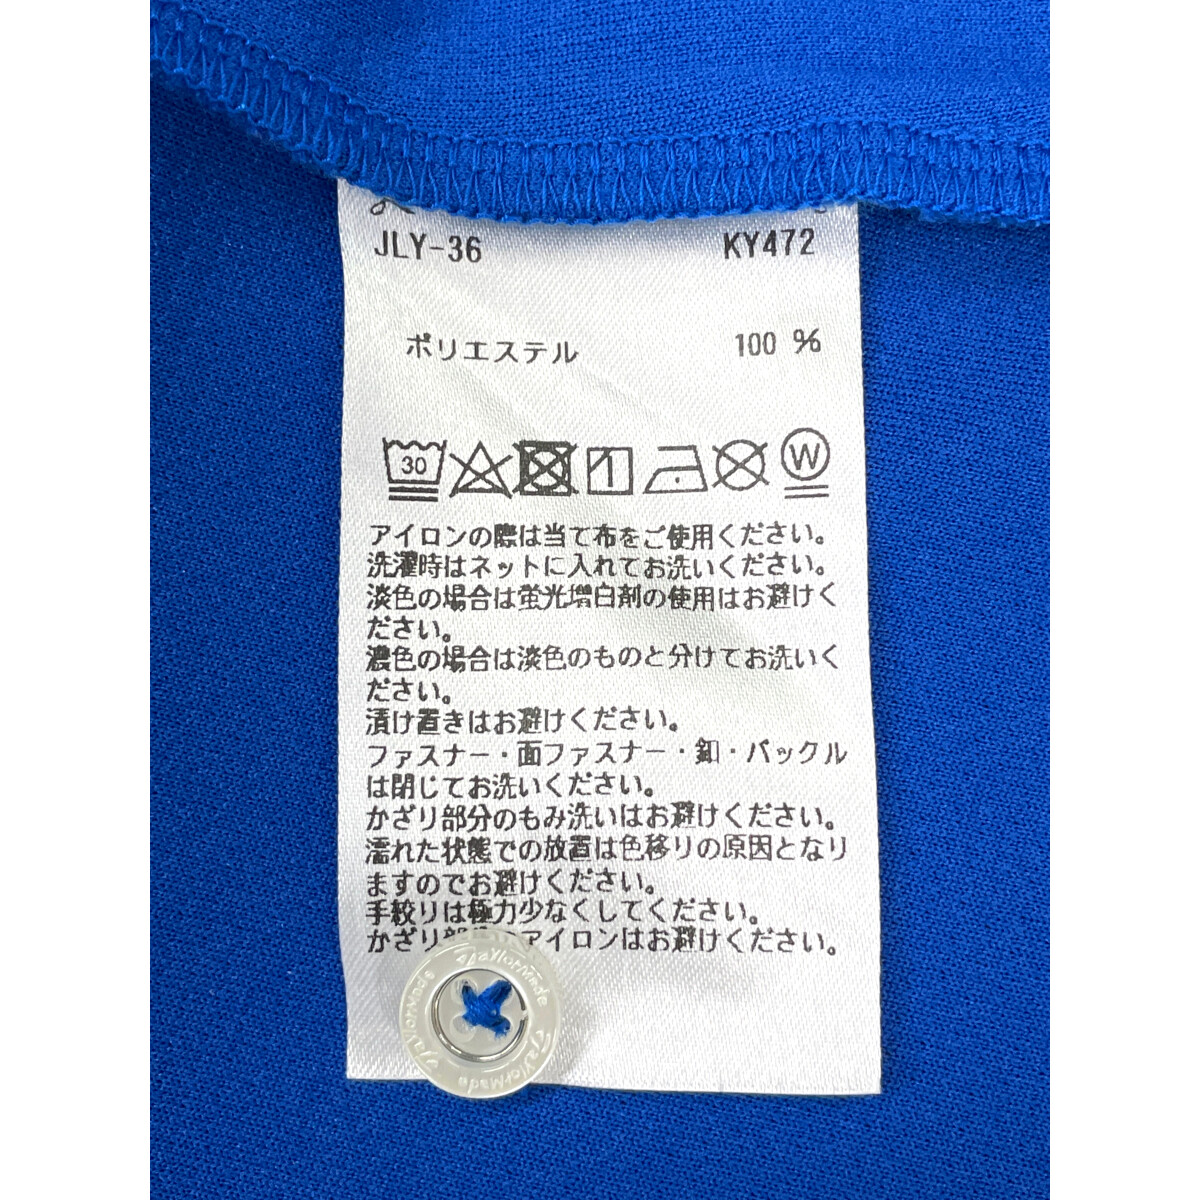 JLY-36 KY472
ポリエステル 100 %
30 1 W
アイロンの際は当て布をご使用ください。
洗濯時はネットに入れてお洗いください。
淡色の場合は蛍光増白剤の使用はお避けく
ださい。
濃色の場合は淡色のものと分けてお洗いく
ださい。
漬け置きはお避けください。
ファスナー・面ファスナー・釦・バックル
は閉じてお洗いください。
かざり部分のもみ洗いはお避けください。
濡れた状態での放置は色移りの原因となり
ますのでお避けください。
手絞りは極力少なくしてください。
かざり部 アイロンはお避けください。
TaylorMade
TaylorMade
TaylorMade